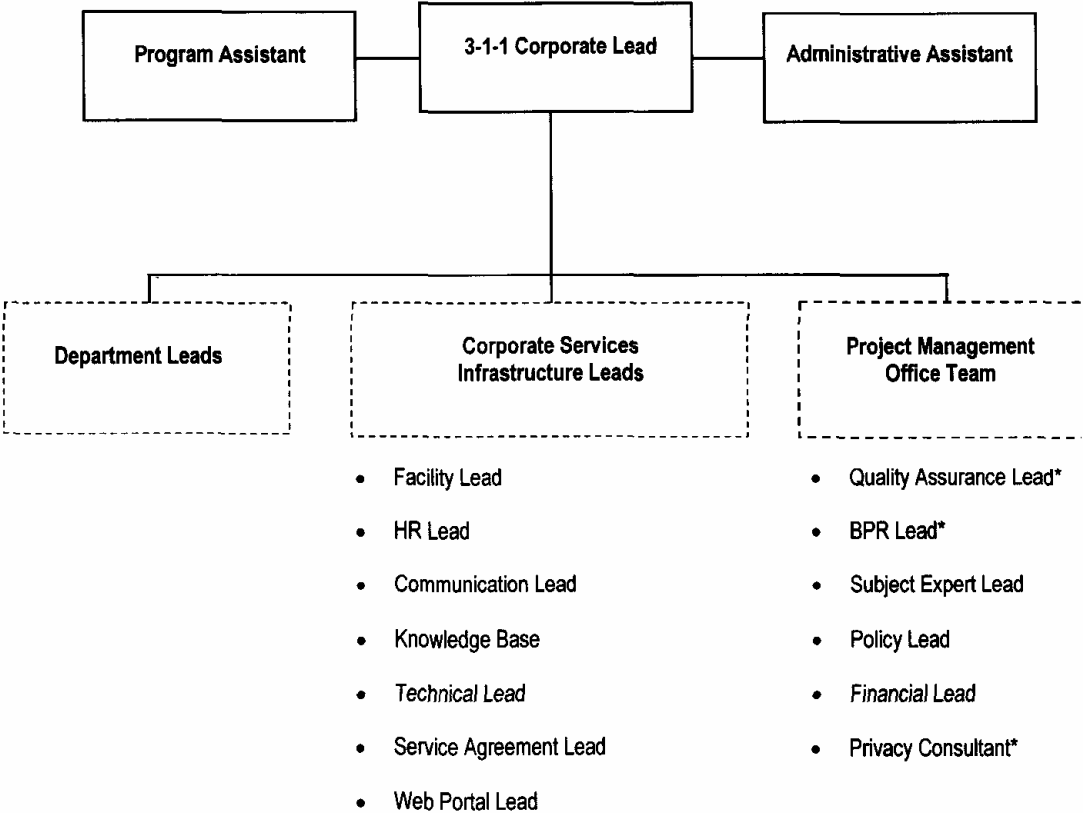 Program Assistant
3-1-1 Corporate Lead
Administrative Assistant
Department Leads
Corporate Services
Infrastructure Leads
Project Management
Office Team
• Facility Lead
• HR Lead
• Communication Lead
• Knowledge Base
• Technical Lead
• Service Agreement Lead
• Web Portal Lead
• Quality Assurance Lead*
• BPR Lead*
• Subject Expert Lead
• Policy Lead
• Financial Lead
• Privacy Consultant*